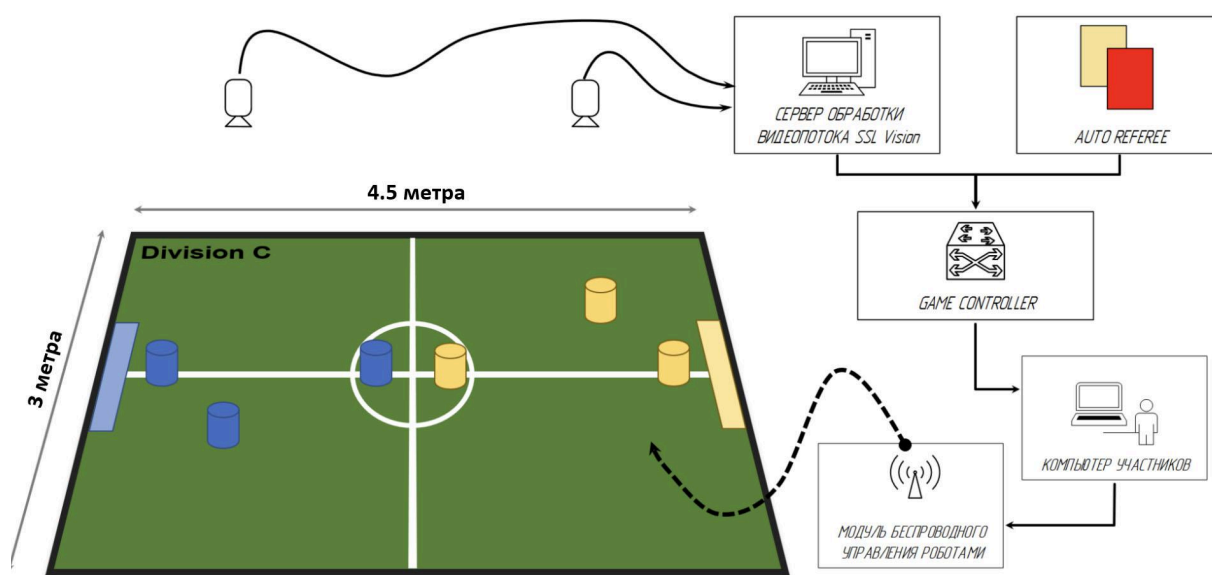 СЕРВЕР ОБРАБОТКИ
ВИДЕОПОТОКА SSL Vision
AUTO REFEREE
4.5 метра
Division C
3 метра
GAME CONTROLLER
КОМПЬЮТЕР УЧАСТНИКОВ
МОДУЛЬ БЕСПРОВОДНОГО
УПРАВЛЕНИЯ РОБОТАМИ